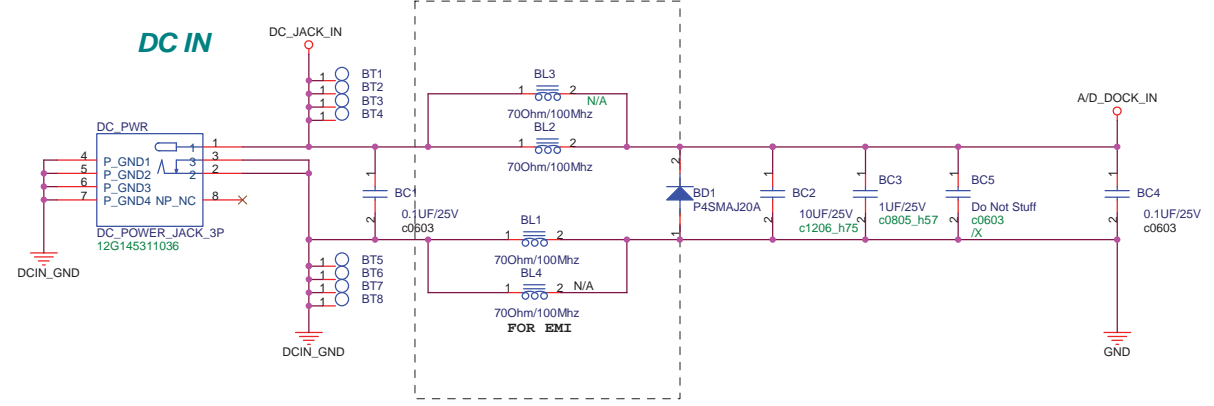 DC IN
DC_JACK_IN
1 BT1
1 BT2
1 BT3
1 BT4
BL3
1 2
N/A
70Ohm/100Mhz
BL2
1 2
70Ohm/100Mhz
A/D_DOCK_IN
DC_PWR
4 P_GND1
5 P_GND2
6 P_GND3
7 P_GND4 NP_NC 8
1 1
3 3
2 2
DC_POWER_JACK_3P
12G145311036
DCIN_GND
1
BC1
2
0.1UF/25V
c0603
BL1
1 2
70Ohm/100Mhz
BL4
1 2 N/A
70Ohm/100Mhz
FOR EMI
2
BD1
P4SMAJ20A
1
1
BC2
2
10UF/25V
c1206_h75
1
BC3
2
1UF/25V
c0805_h57
1
BC5
2
Do Not Stuff
c0603
/X
1
BC4
2
0.1UF/25V
c0603
1 BT5
1 BT6
1 BT7
1 BT8
DCIN_GND
GND